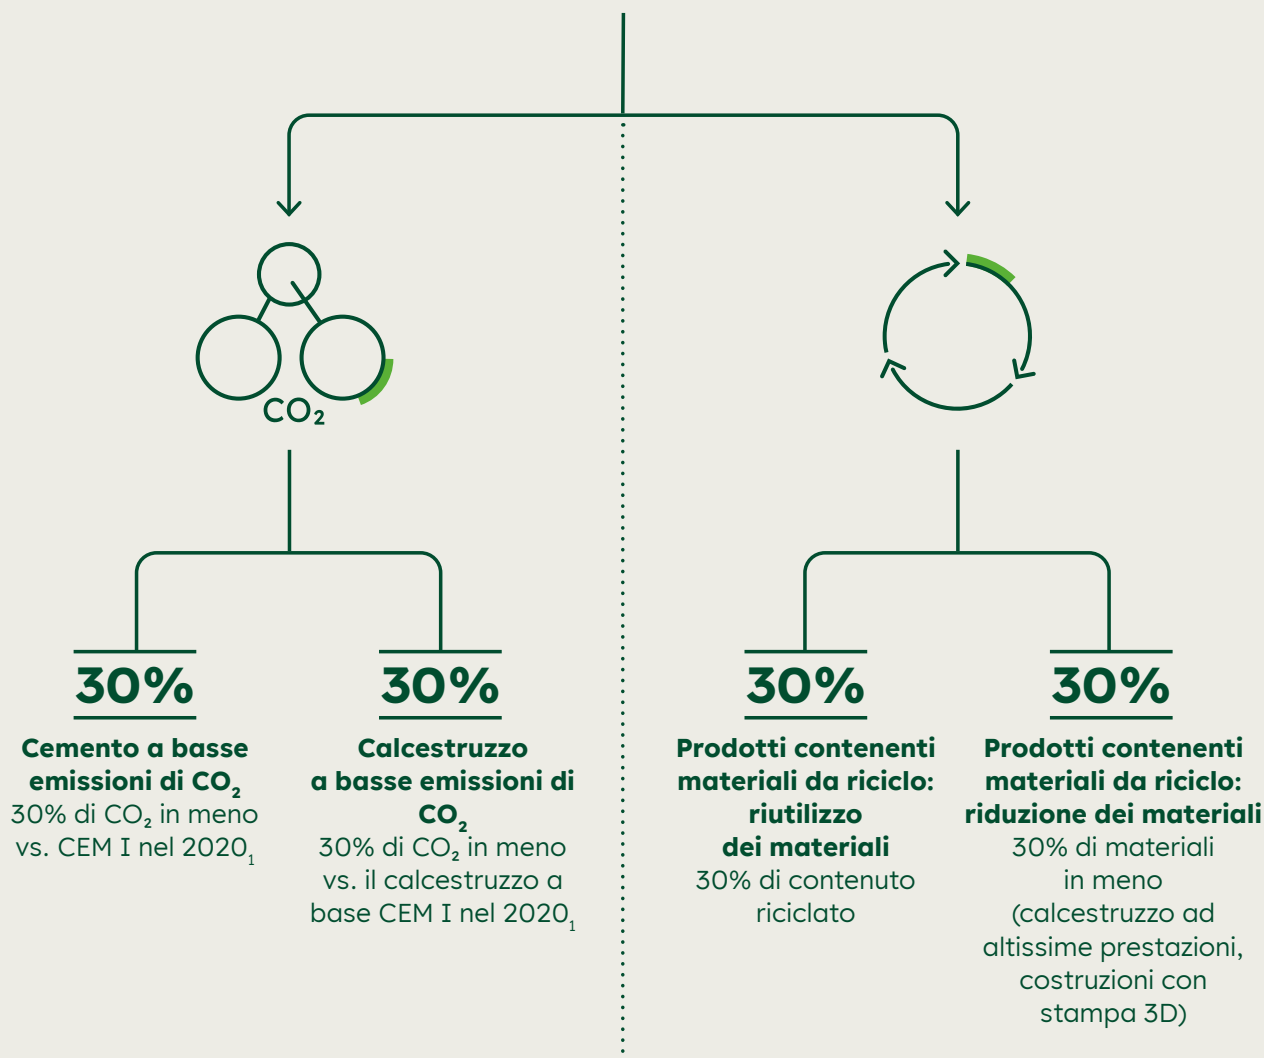 CO₂
30%
Cemento a basse
emissioni di CO₂
30% di CO₂ in meno
vs. CEM I nel 2020₁
30%
Calcestruzzo
a basse emissioni di
CO₂
30% di CO₂ in meno
vs. il calcestruzzo a
base CEM I nel 2020₁
30%
Prodotti contenenti
materiali da riciclo:
riutilizzo
dei materiali
30% di contenuto
riciclato
30%
Prodotti contenenti
materiali da riciclo:
riduzione dei materiali
30% di materiali
in meno
(calcestruzzo ad
altissime prestazioni,
costruzioni con
stampa 3D)